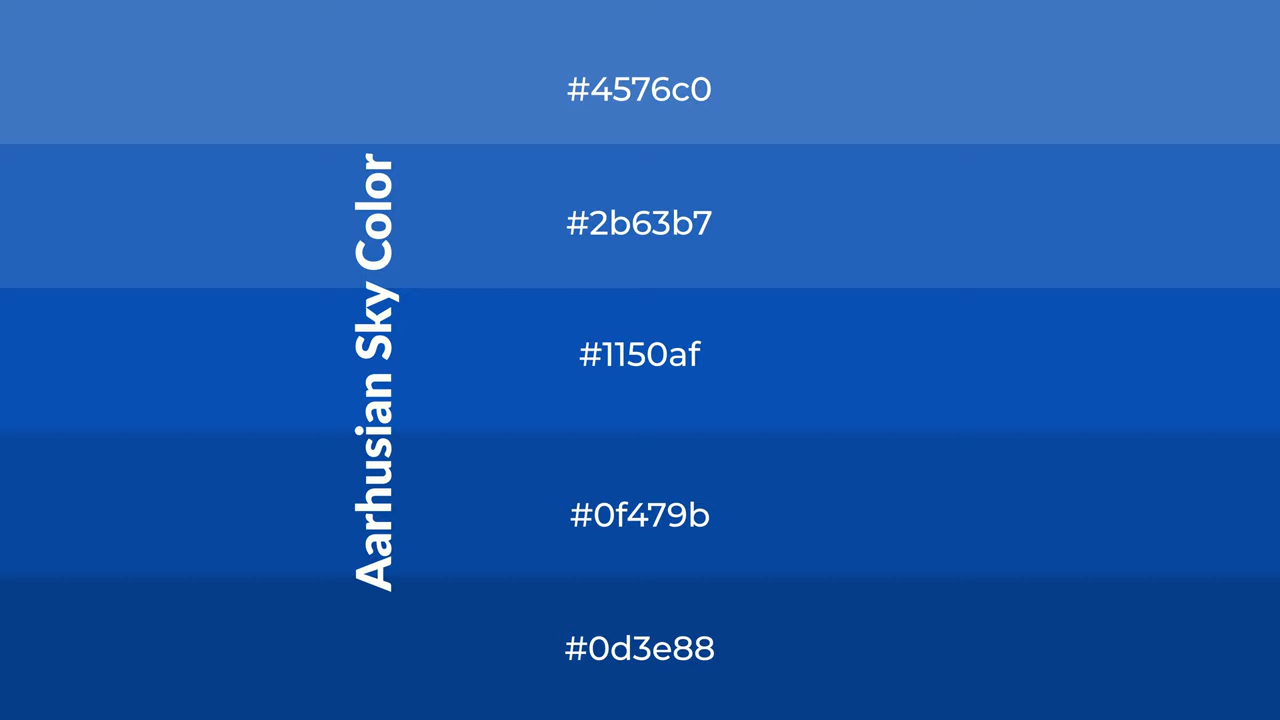 Aarhusian Sky Color
#4576c0
#2b63b7
#1150af
#0f479b
#0d3e88